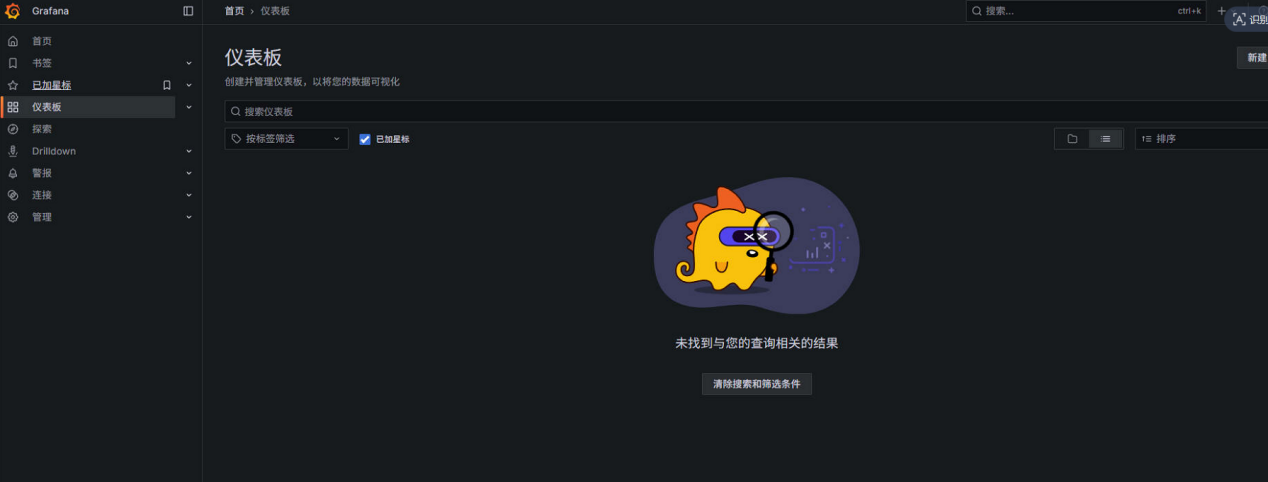 Grafana
首页 › 仪表板
搜索... ctrl+k
识别
首页
书签
已加星标
仪表板
探索
Drilldown
警报
连接
管理
仪表板
新建
创建并管理仪表板，以将您的数据可视化
搜索仪表板
按标签筛选
已加星标
排序
未找到与您的查询相关的结果
清除搜索和筛选条件